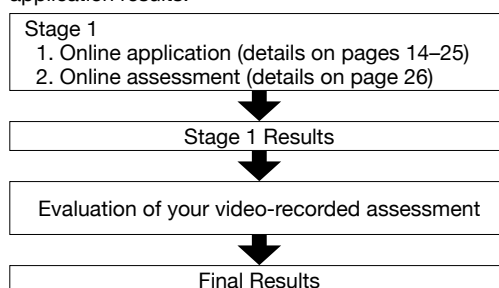 application results.
Stage 1
1. Online application (details on pages 14–25)
2. Online assessment (details on page 26)
Stage 1 Results
Evaluation of your video-recorded assessment
Final Results